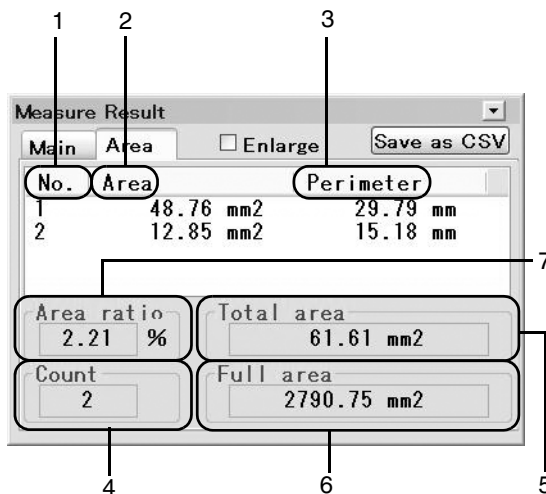 1 2 3
Measure Result
Main Area Enlarge Save as CSV
No. Area Perimeter
1 48.76 mm2 29.79 mm
2 12.85 mm2 15.18 mm
7
Area ratio Total area
2.21 % 61.61 mm2
Count Full area
2 2790.75 mm2
4 6 5